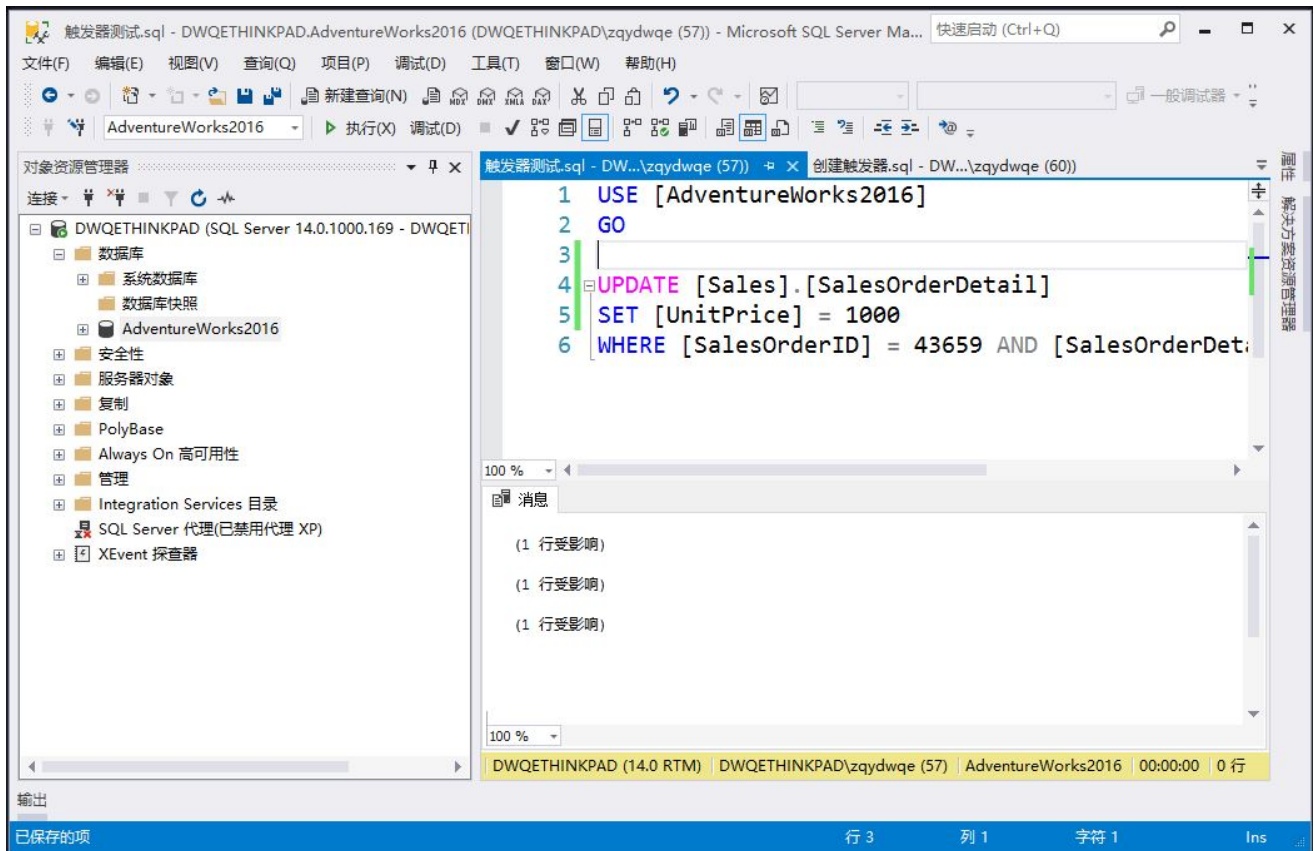 触发器测试.sql - DWQETHINKPAD.AdventureWorks2016 (DWQETHINKPAD\zqydwqe (57)) - Microsoft SQL Server Ma... 快速启动 (Ctrl+Q)
文件(F) 编辑(E) 视图(V) 查询(Q) 项目(P) 调试(D) 工具(T) 窗口(W) 帮助(H)
新建查询(N) MDX DMX XMLA DAX 一般调试器
AdventureWorks2016 执行(X) 调试(D)
对象资源管理器
连接
DWQETHINKPAD (SQL Server 14.0.1000.169 - DWQETI
数据库
系统数据库
数据库快照
AdventureWorks2016
安全性
服务器对象
复制
PolyBase
Always On 高可用性
管理
Integration Services 目录
SQL Server 代理(已禁用代理 XP)
XEvent 探查器
触发器测试.sql - DW...\zqydwqe (57)) 创建触发器.sql - DW...\zqydwqe (60))
1 USE [AdventureWorks2016]
2 GO
3
4 UPDATE [Sales].[SalesOrderDetail]
5 SET [UnitPrice] = 1000
6 WHERE [SalesOrderID] = 43659 AND [SalesOrderDeta
100 %
消息
(1 行受影响)
(1 行受影响)
(1 行受影响)
100 %
DWQETHINKPAD (14.0 RTM) DWQETHINKPAD\zqydwqe (57) AdventureWorks2016 00:00:00 0 行
属性
解决方案资源管理器
输出
已保存的项 行 3 列 1 字符 1 Ins